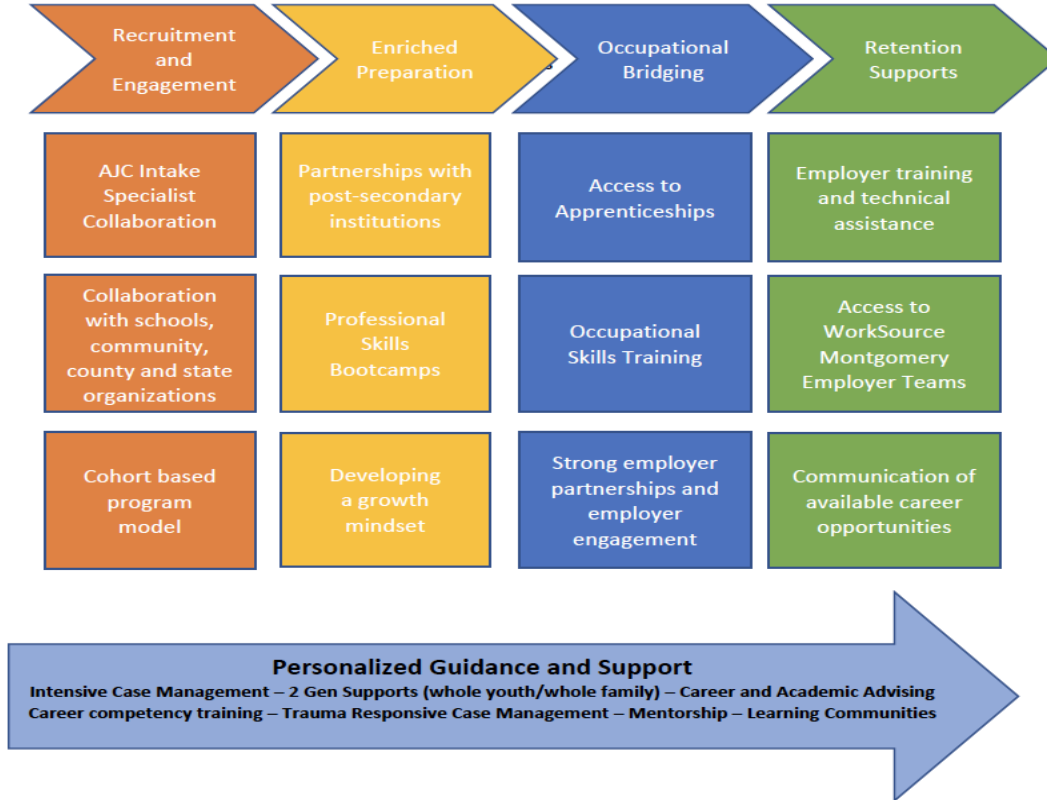 Recruitment
and
Engagement
Enriched
Preparation
Occupational
Bridging
Retention
Supports
AJC Intake
Specialist
Collaboration
Partnerships with
post-secondary
institutions
Access to
Apprenticeships
Employer training
and technical
assistance
Collaboration
with schools,
community,
county and state
organizations
Professional
Skills
Bootcamps
Occupational
Skills Training
Access to
WorkSource
Montgomery
Employer Teams
Cohort based
program
model
Developing
a growth
mindset
Strong employer
partnerships and
employer
engagement
Communication of
available career
opportunities
Personalized Guidance and Support
Intensive Case Management – 2 Gen Supports (whole youth/whole family) – Career and Academic Advising
Career competency training – Trauma Responsive Case Management – Mentorship – Learning Communities